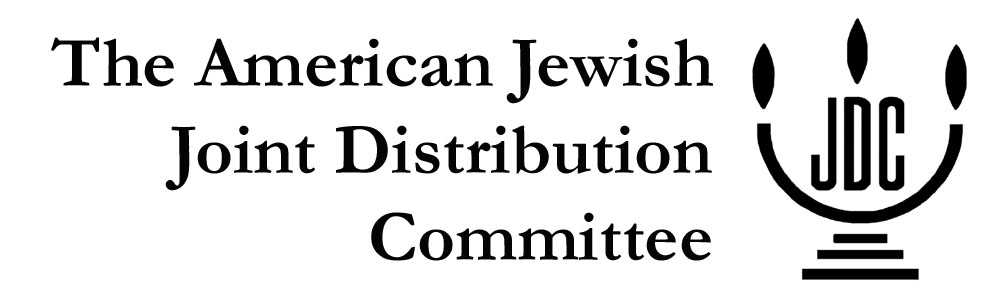 The American Jewish
Joint Distribution
Committee
JDC